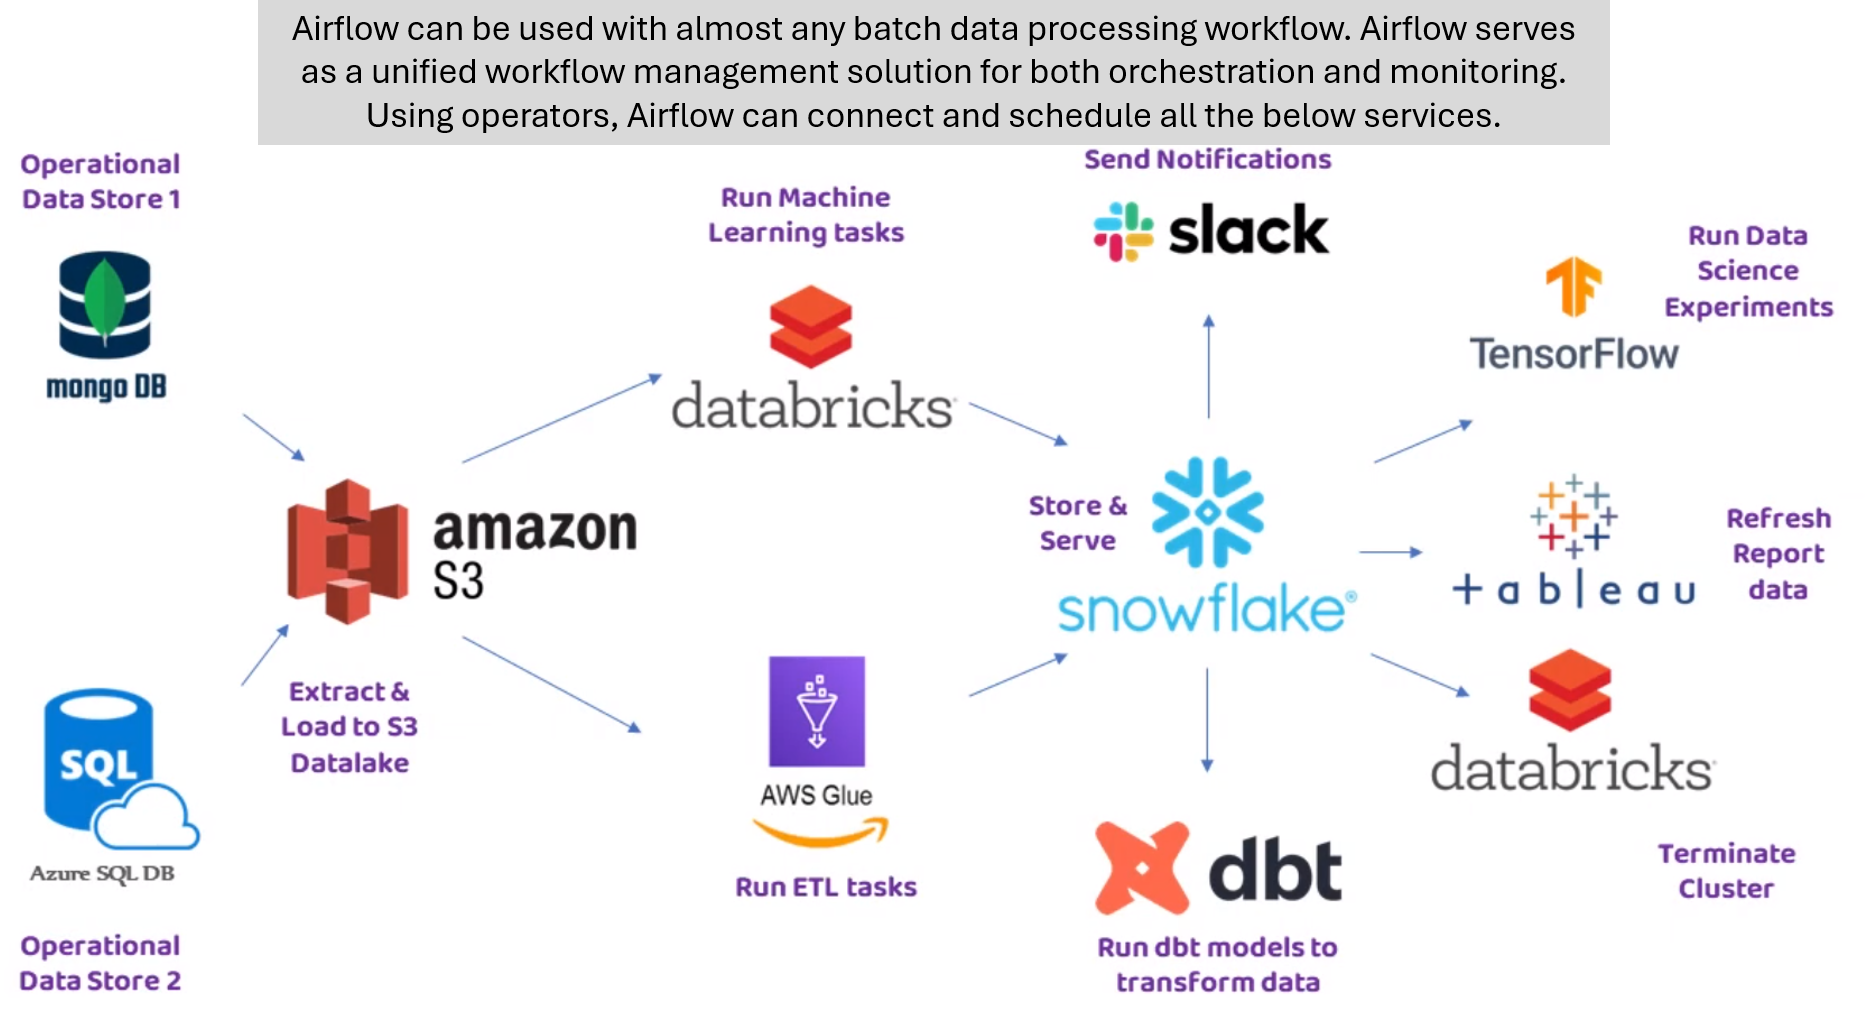 Airflow can be used with almost any batch data processing workflow. Airflow serves
as a unified workflow management solution for both orchestration and monitoring.
Using operators, Airflow can connect and schedule all the below services.
Operational
Data Store 1
mongo DB
SQL
Azure SQL DB
Operational
Data Store 2
amazon
S3
Extract &
Load to S3
Datalake
Run Machine
Learning tasks
databricks
AWS Glue
Run ETL tasks
Send Notifications
slack
Store &
Serve
snowflake®
dbt
Run dbt models to
transform data
Run Data
Science
Experiments
TensorFlow
+ableau
Refresh
Report
data
databricks
Terminate
Cluster